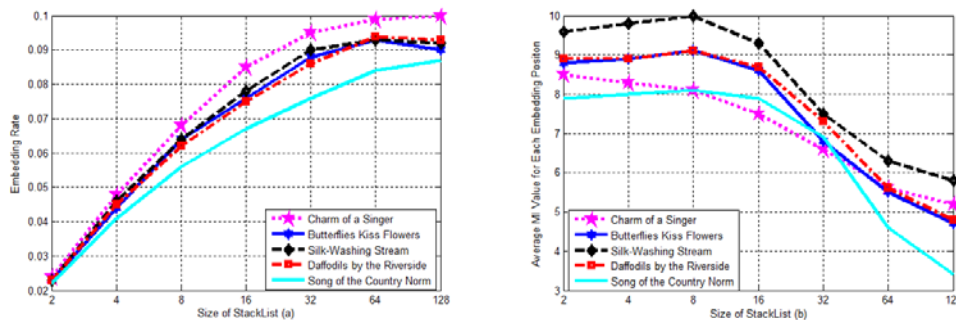 0.1
0.09
0.08
0.07
0.06
0.05
0.04
0.03
0.02
Embedding Rate
Charm of a Singer
Butterflies Kiss Flowers
Silk-Washing Stream
Daffodils by the Riverside
Song of the Country Norm
2 4 8 16 32 64 128
Size of StackList (a)
10
9
8
7
6
5
4
3
Average MI Value for Each Embedding Positon
Charm of a Singer
Butterflies Kiss Flowers
Silk-Washing Stream
Daffodils by the Riverside
Song of the Country Norm
2 4 8 16 32 64 12
Size of StackList (b)